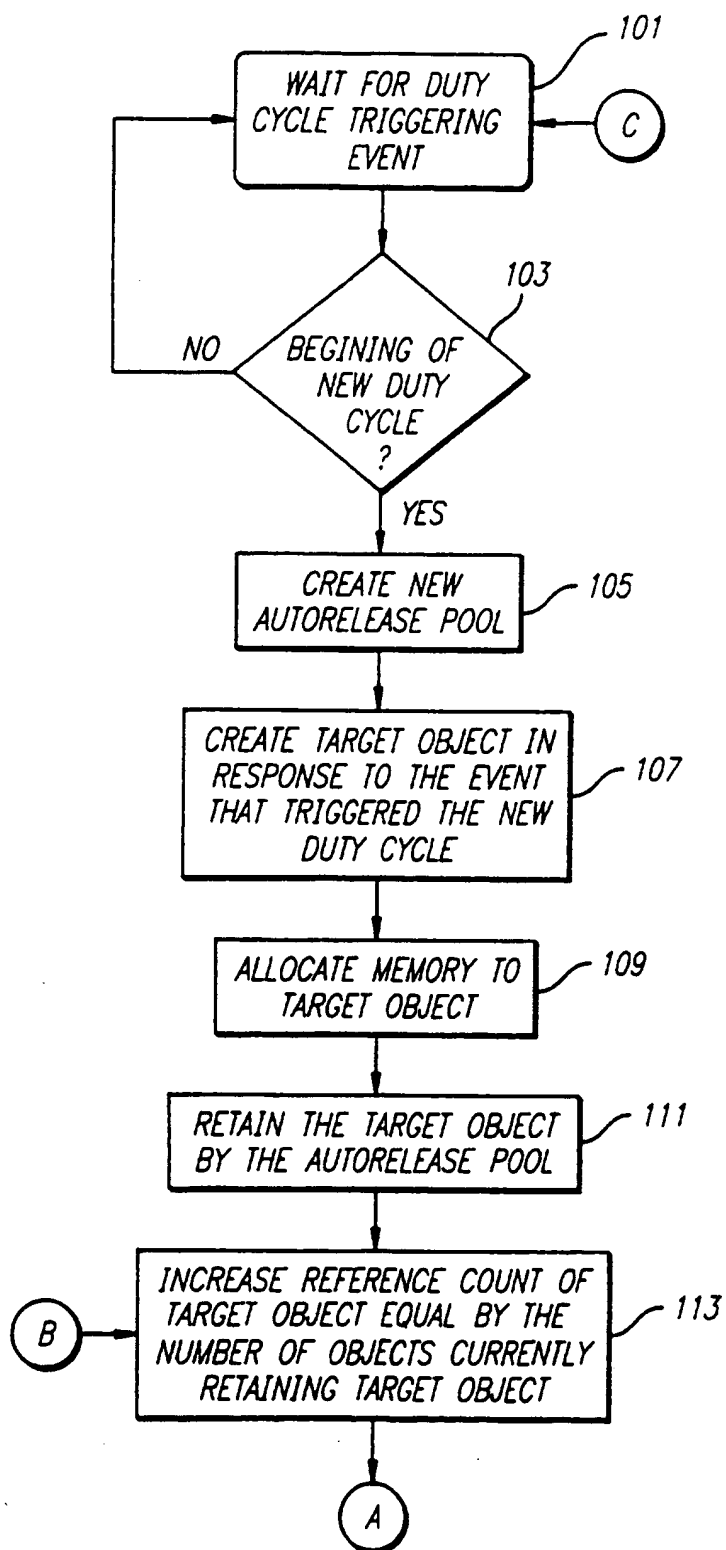 101
WAIT FOR DUTY
CYCLE TRIGGERING
EVENT
C
103
NO
BEGINING OF
NEW DUTY
CYCLE
?
YES
CREATE NEW
AUTORELEASE POOL
105
CREATE TARGET OBJECT IN
RESPONSE TO THE EVENT
THAT TRIGGERED THE NEW
DUTY CYCLE
107
ALLOCATE MEMORY TO
TARGET OBJECT
109
RETAIN THE TARGET OBJECT
BY THE AUTORELEASE POOL
111
B
INCREASE REFERENCE COUNT OF
TARGET OBJECT EQUAL BY THE
NUMBER OF OBJECTS CURRENTLY
RETAINING TARGET OBJECT
113
A